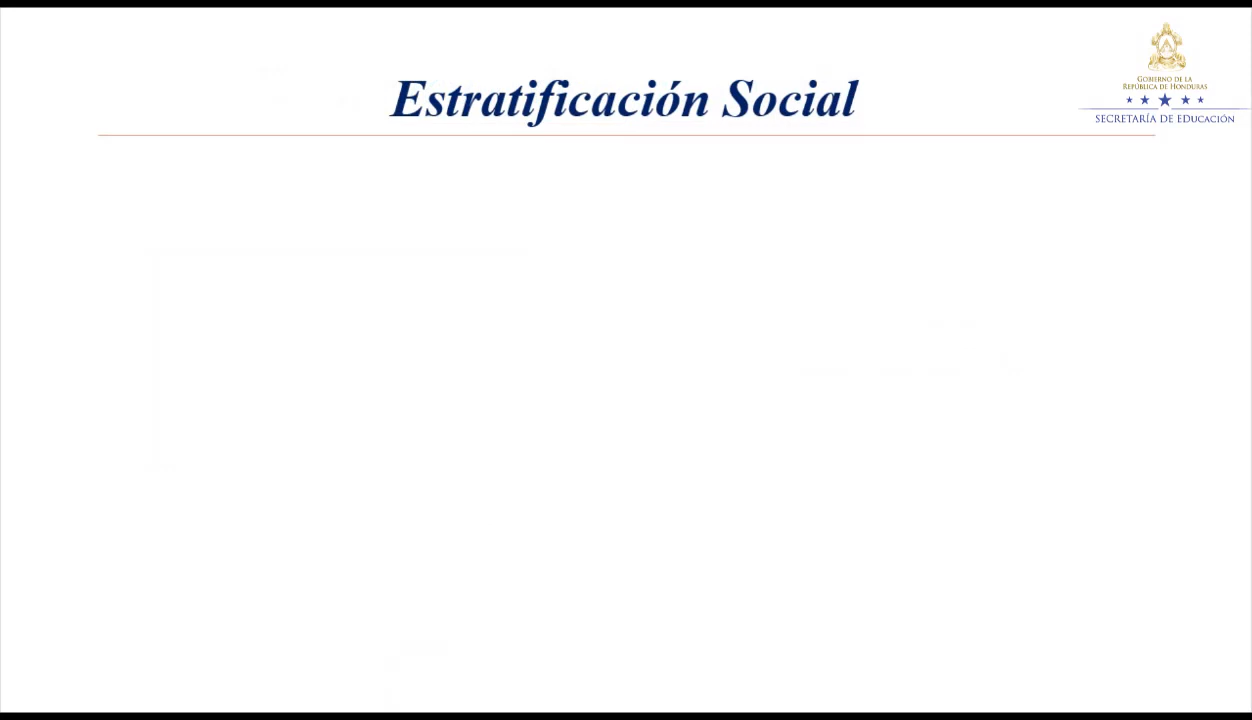 Estratificación Social
GOBIERNO DE LA
REPÚBLICA DE HONDURAS
SECRETARÍA DE EDUCACIÓN